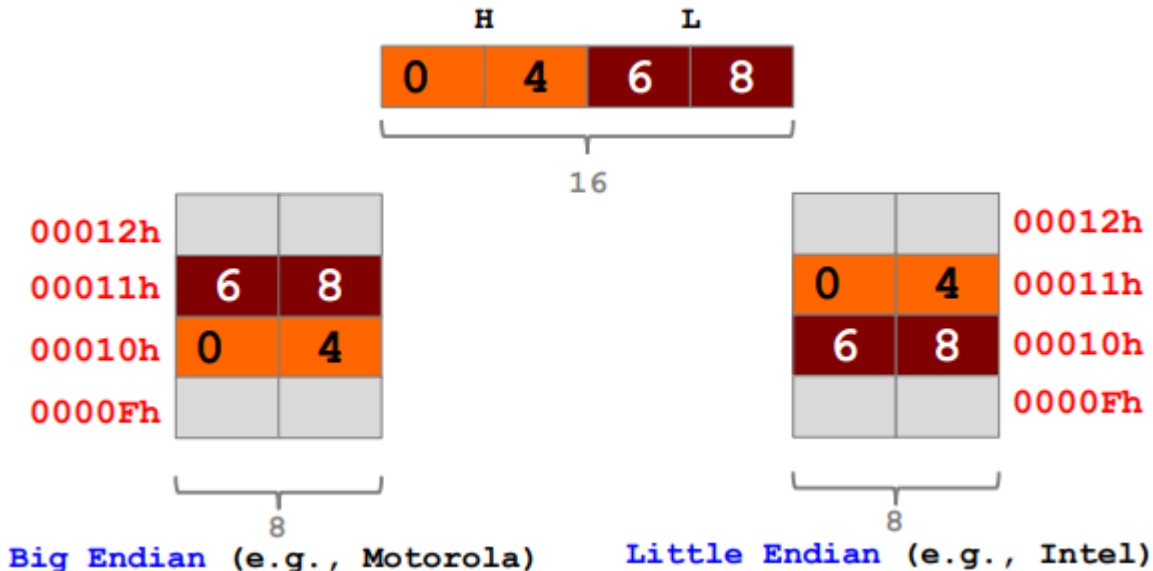 H L
0 4 6 8
16
00012h 00012h
00011h 6 8 0 4 00011h
00010h 0 4 6 8 00010h
0000Fh 0000Fh
8 8
Big Endian (e.g., Motorola) Little Endian (e.g., Intel)